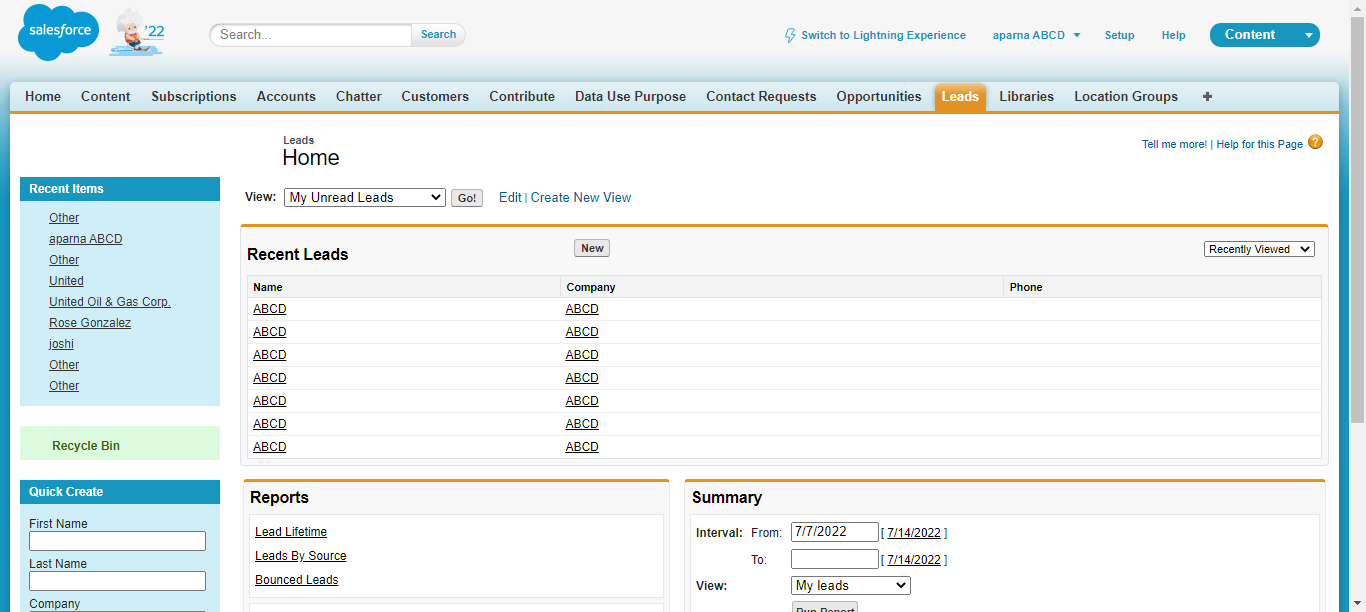 salesforce
'22
Search...
Search
Switch to Lightning Experience
aparna ABCD
Setup
Help
Content
Home Content Subscriptions Accounts Chatter Customers Contribute Data Use Purpose Contact Requests Opportunities Leads Libraries Location Groups +
Leads
Home
Tell me more! | Help for this Page ?
Recent Items
Other
aparna ABCD
Other
United
United Oil & Gas Corp.
Rose Gonzalez
joshi
Other
Other
Recycle Bin
Quick Create
First Name
Last Name
Company
View: My Unread Leads Go! Edit | Create New View
Recent Leads New Recently Viewed
Name Company Phone
ABCD ABCD
ABCD ABCD
ABCD ABCD
ABCD ABCD
ABCD ABCD
ABCD ABCD
ABCD ABCD
Reports
Lead Lifetime
Leads By Source
Bounced Leads
Summary
Interval: From: 7/7/2022 [ 7/14/2022 ]
To: [ 7/14/2022 ]
View: My leads
Run Report